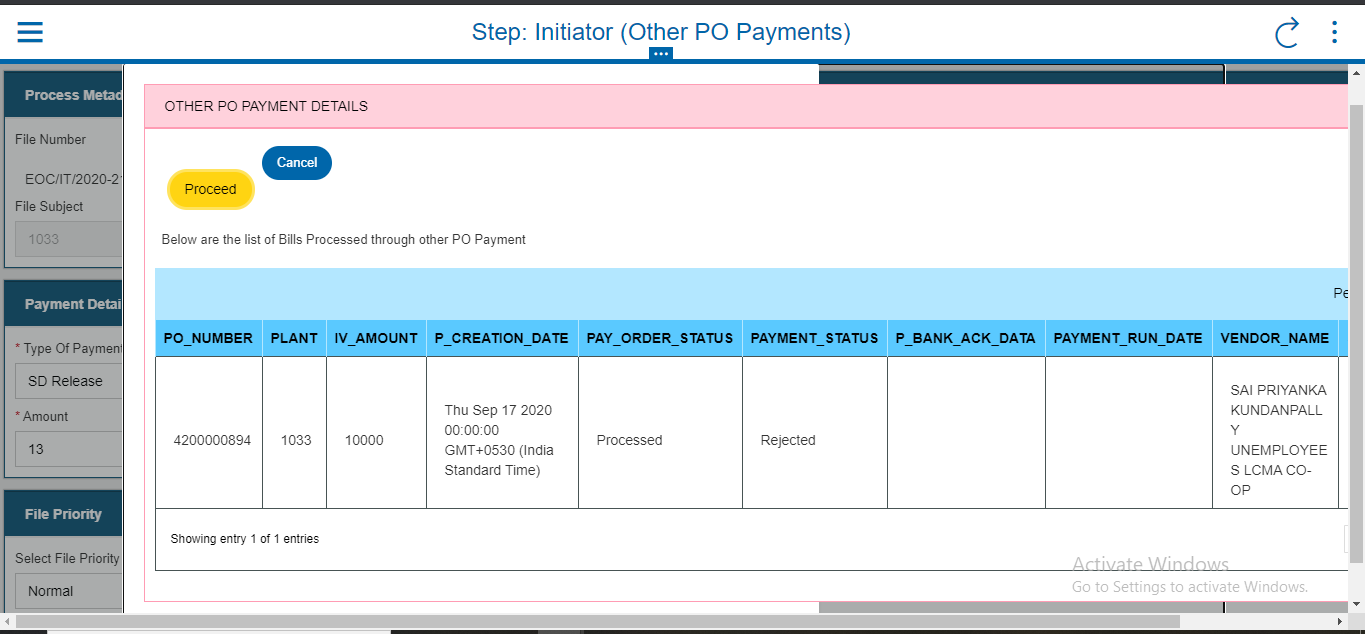 Step: Initiator (Other PO Payments)
Process Metad
File Number
EOC/IT/2020-2
File Subject
1033
Payment Detai
* Type Of Payment
SD Release
* Amount
13
File Priority
Select File Priority
Normal
OTHER PO PAYMENT DETAILS
Cancel
Proceed
Below are the list of Bills Processed through other PO Payment
Pe
PO_NUMBER PLANT IV_AMOUNT P_CREATION_DATE PAY_ORDER_STATUS PAYMENT_STATUS P_BANK_ACK_DATA PAYMENT_RUN_DATE VENDOR_NAME
4200000894 1033 10000
Thu Sep 17 2020
00:00:00
GMT+0530 (India
Standard Time)
Processed Rejected
SAI PRIYANKA
KUNDANPALL
Y
UNEMPLOYEE
S LCMA CO-
OP
Showing entry 1 of 1 entries
Activate Windows
Go to Settings to activate Windows.